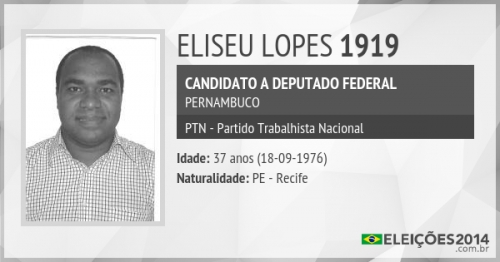 ELISEU LOPES 1919
CANDIDATO A DEPUTADO FEDERAL
PERNAMBUCO
PTN - Partido Trabalhista Nacional
Idade: 37 anos (18-09-1976)
Naturalidade: PE - Recife
ELEIÇÕES2014
.com.br